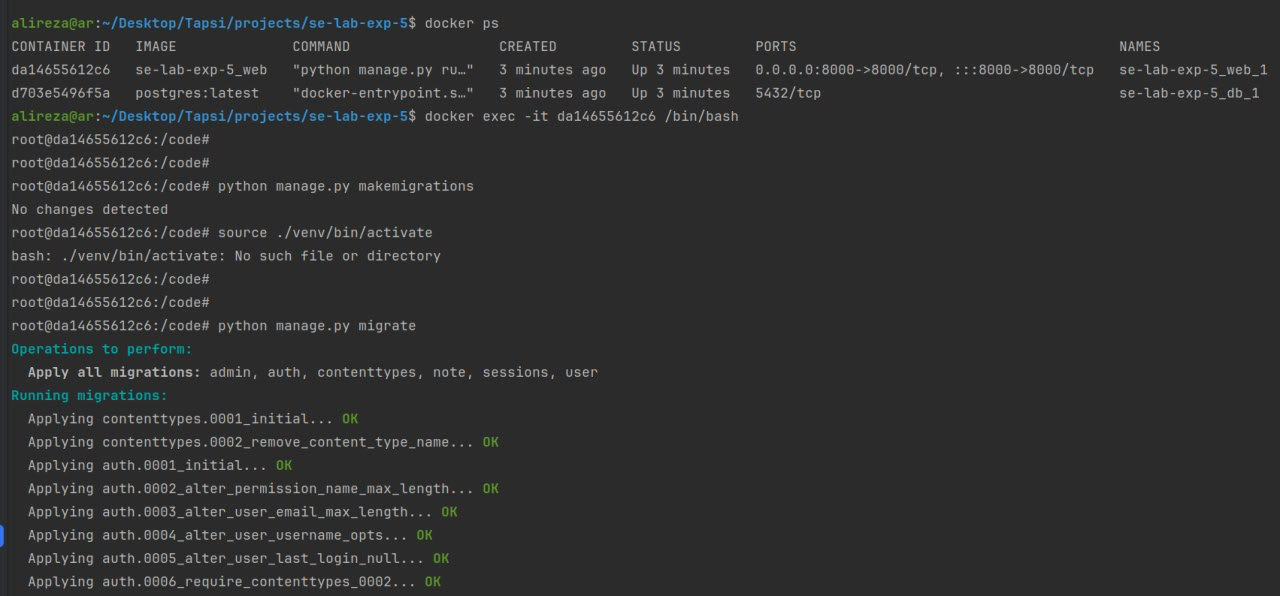 alireza@ar:~/Desktop/Tapsi/projects/se-lab-exp-5$ docker ps
CONTAINER ID   IMAGE              COMMAND                  CREATED         STATUS         PORTS                                       NAMES
da14655612c6   se-lab-exp-5_web   "python manage.py ru…"   3 minutes ago   Up 3 minutes   0.0.0.0:8000->8000/tcp, :::8000->8000/tcp   se-lab-exp-5_web_1
d703e5496f5a   postgres:latest    "docker-entrypoint.s…"   3 minutes ago   Up 3 minutes   5432/tcp                                    se-lab-exp-5_db_1
alireza@ar:~/Desktop/Tapsi/projects/se-lab-exp-5$ docker exec -it da14655612c6 /bin/bash
root@da14655612c6:/code#
root@da14655612c6:/code#
root@da14655612c6:/code# python manage.py makemigrations
No changes detected
root@da14655612c6:/code# source ./venv/bin/activate
bash: ./venv/bin/activate: No such file or directory
root@da14655612c6:/code#
root@da14655612c6:/code#
root@da14655612c6:/code# python manage.py migrate
Operations to perform:
  Apply all migrations: admin, auth, contenttypes, note, sessions, user
Running migrations:
  Applying contenttypes.0001_initial... OK
  Applying contenttypes.0002_remove_content_type_name... OK
  Applying auth.0001_initial... OK
  Applying auth.0002_alter_permission_name_max_length... OK
  Applying auth.0003_alter_user_email_max_length... OK
  Applying auth.0004_alter_user_username_opts... OK
  Applying auth.0005_alter_user_last_login_null... OK
  Applying auth.0006_require_contenttypes_0002... OK